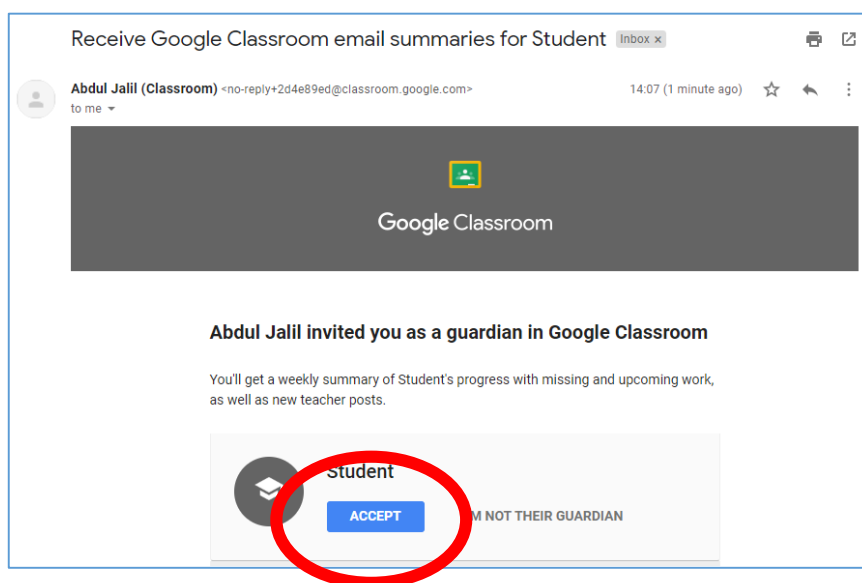 Receive Google Classroom email summaries for Student Inbox x
Abdul Jalil (Classroom) <no-reply+2d4e89ed@classroom.google.com> 14:07 (1 minute ago)
to me
Google Classroom
Abdul Jalil invited you as a guardian in Google Classroom
You'll get a weekly summary of Student's progress with missing and upcoming work,
as well as new teacher posts.
Student
ACCEPT M NOT THEIR GUARDIAN